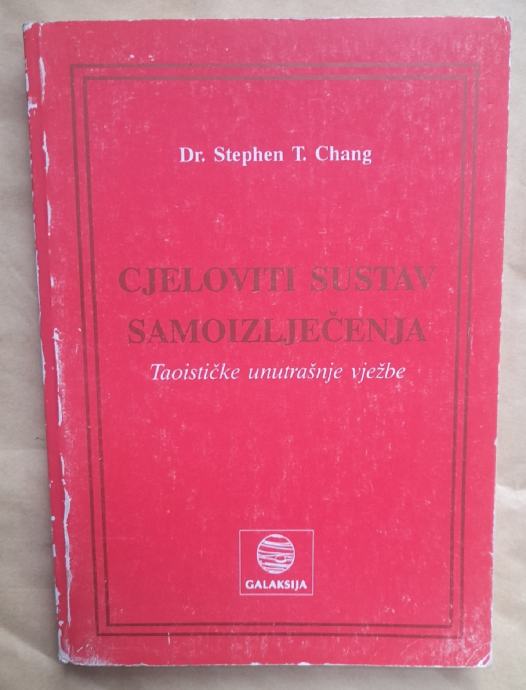 Dr. Stephen T. Chang
CJELOVITI SUSTAV
SAMOIZLJEČENJA
Taoističke unutrašnje vježbe
GALAKSIJA